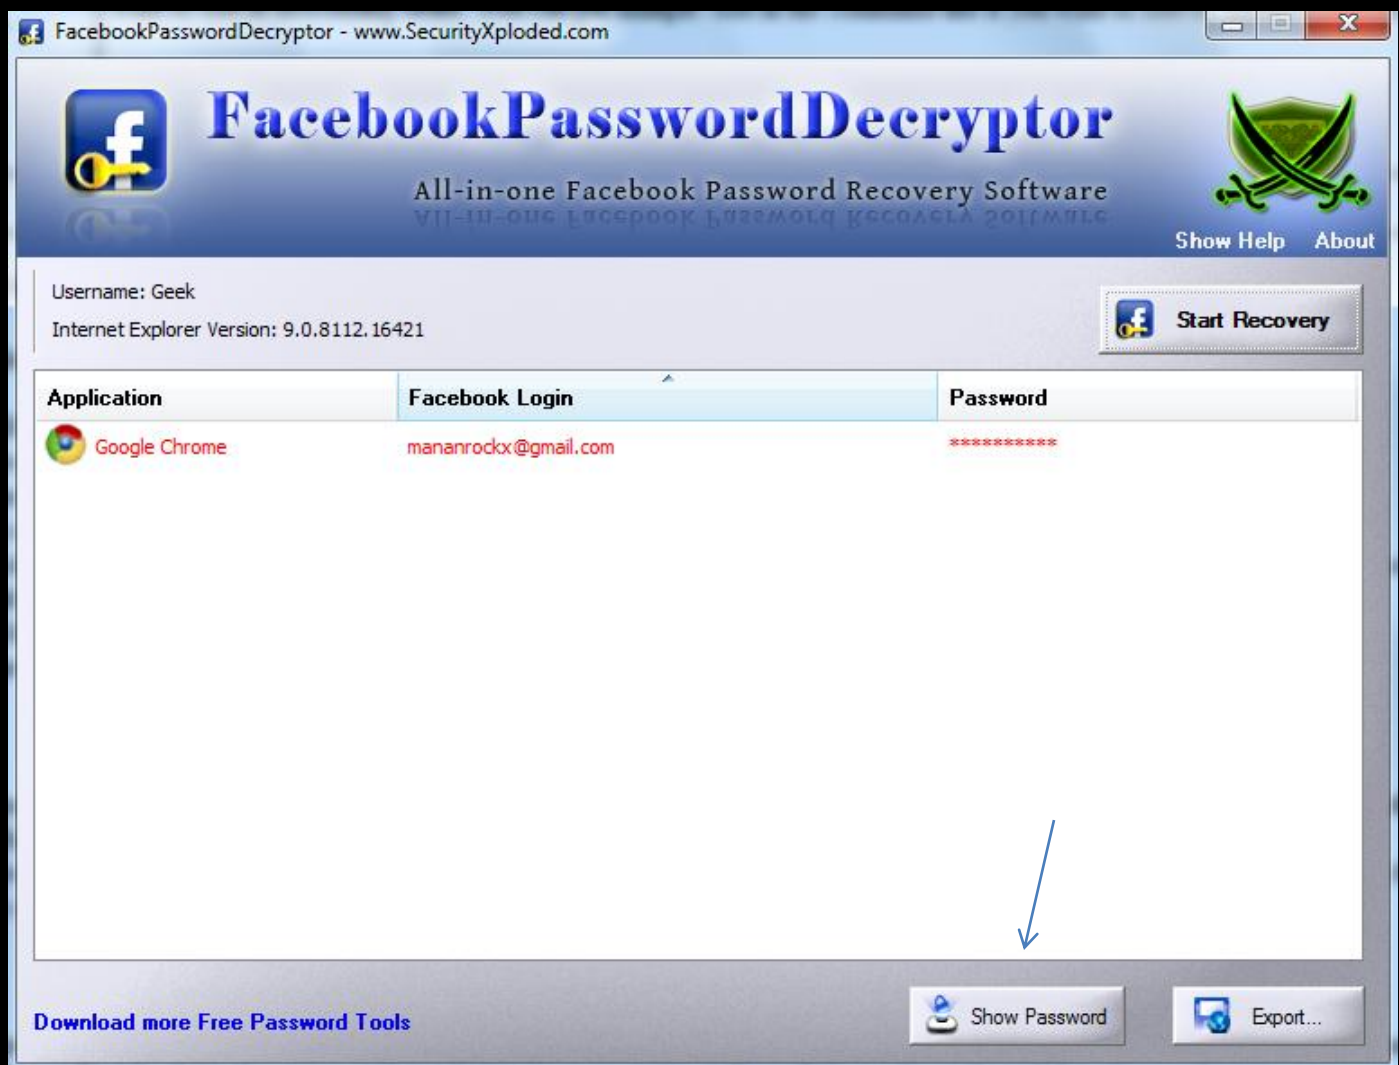 FacebookPasswordDecryptor - www.SecurityXploded.com
FacebookPasswordDecryptor
All-in-one Facebook Password Recovery Software
Show Help About
Username: Geek
Internet Explorer Version: 9.0.8112.16421
Start Recovery
Application Facebook Login Password
Google Chrome mananrockx@gmail.com **********
Download more Free Password Tools
Show Password
Export...